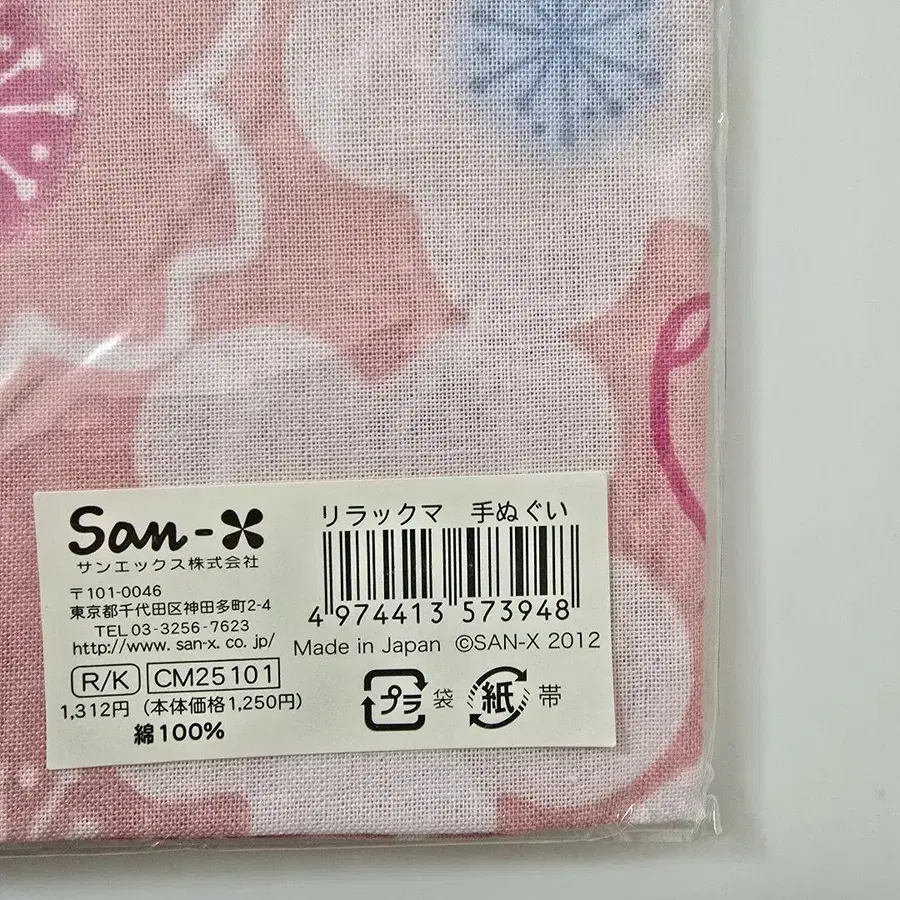 San-X
サンエックス株式会社
〒101-0046
東京都千代田区神田多町2-4
TEL 03-3256-7623
http://www. san-x. co. jp/
R/K CM25101
1,312円 (本体価格1,250円)
綿100%
リラックマ 手ぬぐい
4 974413 573948
Made in Japan ©SAN-X 2012
プラ 袋 紙 帯